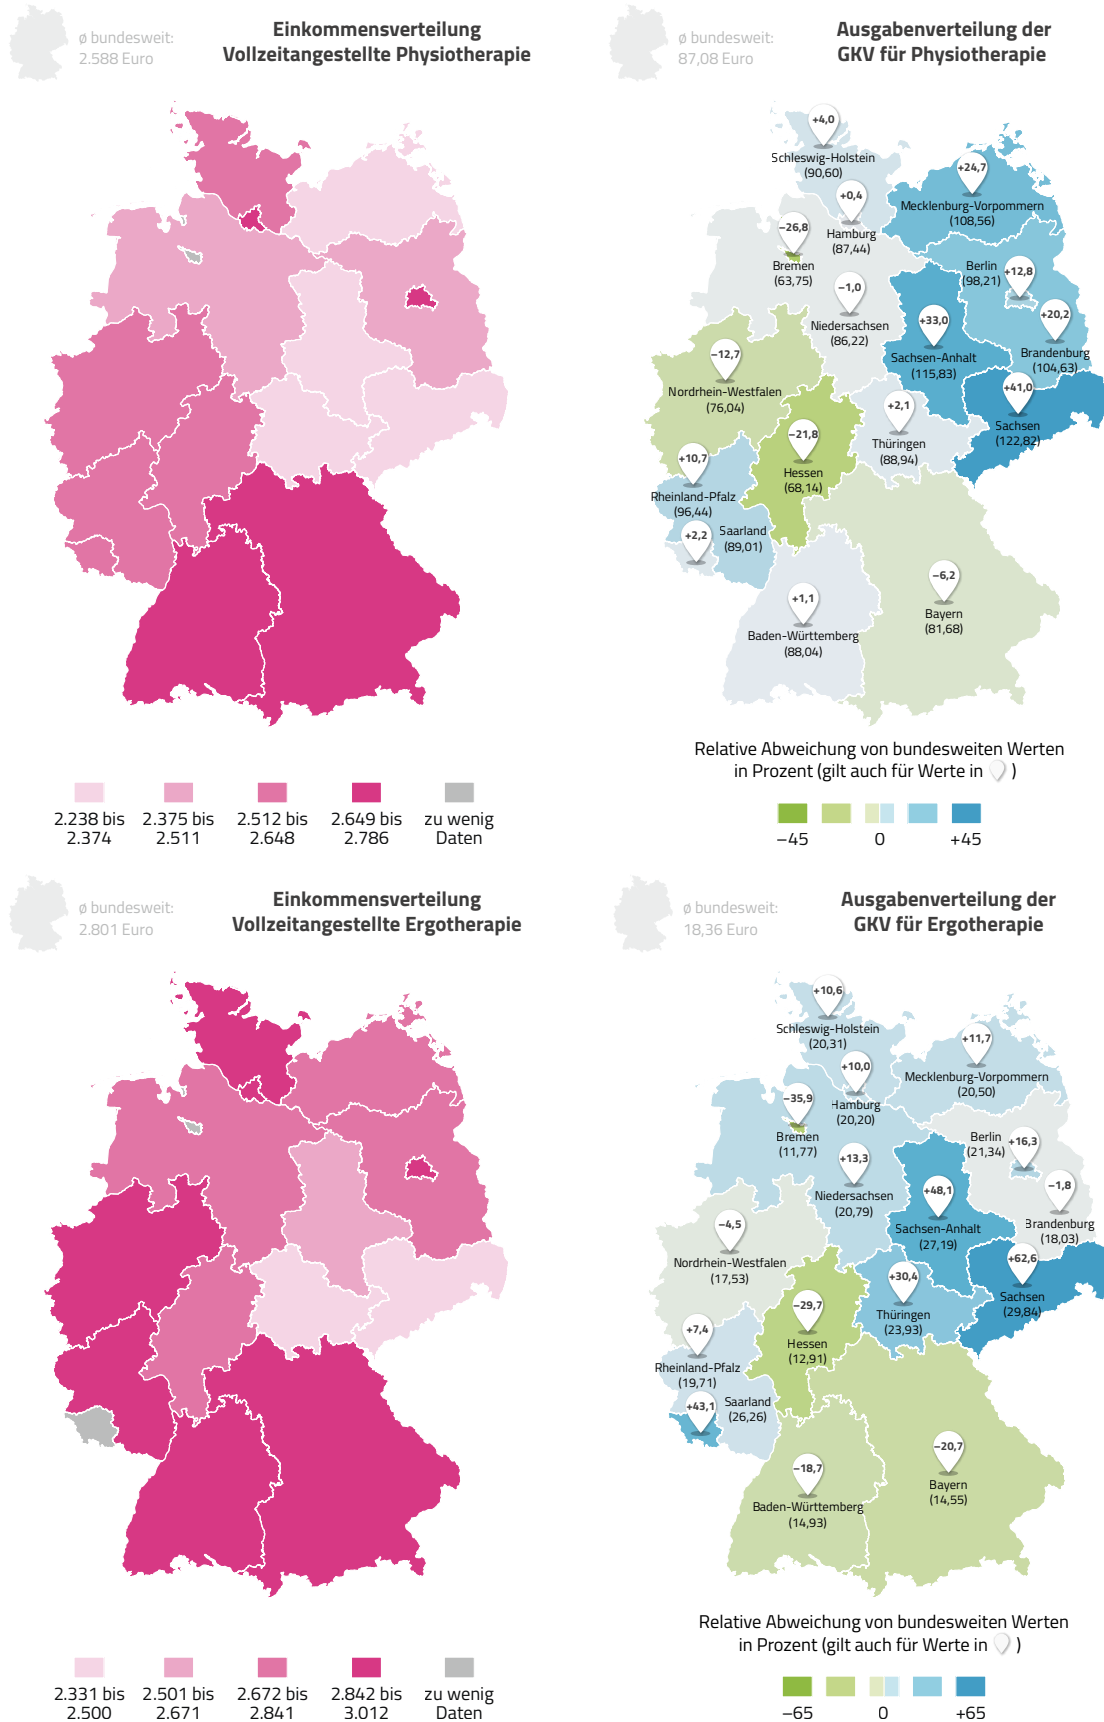 ø bundesweit:
2.588 Euro
Einkommensverteilung
Vollzeitangestellte Physiotherapie
2.238 bis
2.374
2.375 bis
2.511
2.512 bis
2.648
2.649 bis
2.786
zu wenig
Daten
ø bundesweit:
87,08 Euro
Ausgabenverteilung der
GKV für Physiotherapie
+4,0
Schleswig-Holstein
(90,60)
+24,7
Mecklenburg-Vorpommern
(108,56)
+0,4
Hamburg
(87,44)
−26,8
Bremen
(63,75)
Berlin
(98,21)
+12,8
−1,0
Niedersachsen
(86,22)
+33,0
Sachsen-Anhalt
(115,83)
+20,2
Brandenburg
(104,63)
−12,7
Nordrhein-Westfalen
(76,04)
+41,0
Sachsen
(122,82)
+2,1
Thüringen
(88,94)
−21,8
Hessen
(68,14)
+10,7
Rheinland-Pfalz
(96,44)
+2,2
Saarland
(89,01)
−6,2
Bayern
(81,68)
+1,1
Baden-Württemberg
(88,04)
Relative Abweichung von bundesweiten Werten
in Prozent (gilt auch für Werte in )
−45
0
+45
ø bundesweit:
2.801 Euro
Einkommensverteilung
Vollzeitangestellte Ergotherapie
2.331 bis
2.500
2.501 bis
2.671
2.672 bis
2.841
2.842 bis
3.012
zu wenig
Daten
ø bundesweit:
18,36 Euro
Ausgabenverteilung der
GKV für Ergotherapie
+10,6
Schleswig-Holstein
(20,31)
+11,7
Mecklenburg-Vorpommern
(20,50)
+10,0
Hamburg
(20,20)
−35,9
Bremen
(11,77)
Berlin
(21,34)
+16,3
+13,3
Niedersachsen
(20,79)
+48,1
Sachsen-Anhalt
(27,19)
−1,8
Brandenburg
(18,03)
−4,5
Nordrhein-Westfalen
(17,53)
+62,6
Sachsen
(29,84)
+30,4
Thüringen
(23,93)
−29,7
Hessen
(12,91)
+7,4
Rheinland-Pfalz
(19,71)
+43,1
Saarland
(26,26)
−20,7
Bayern
(14,55)
−18,7
Baden-Württemberg
(14,93)
Relative Abweichung von bundesweiten Werten
in Prozent (gilt auch für Werte in )
−65
0
+65